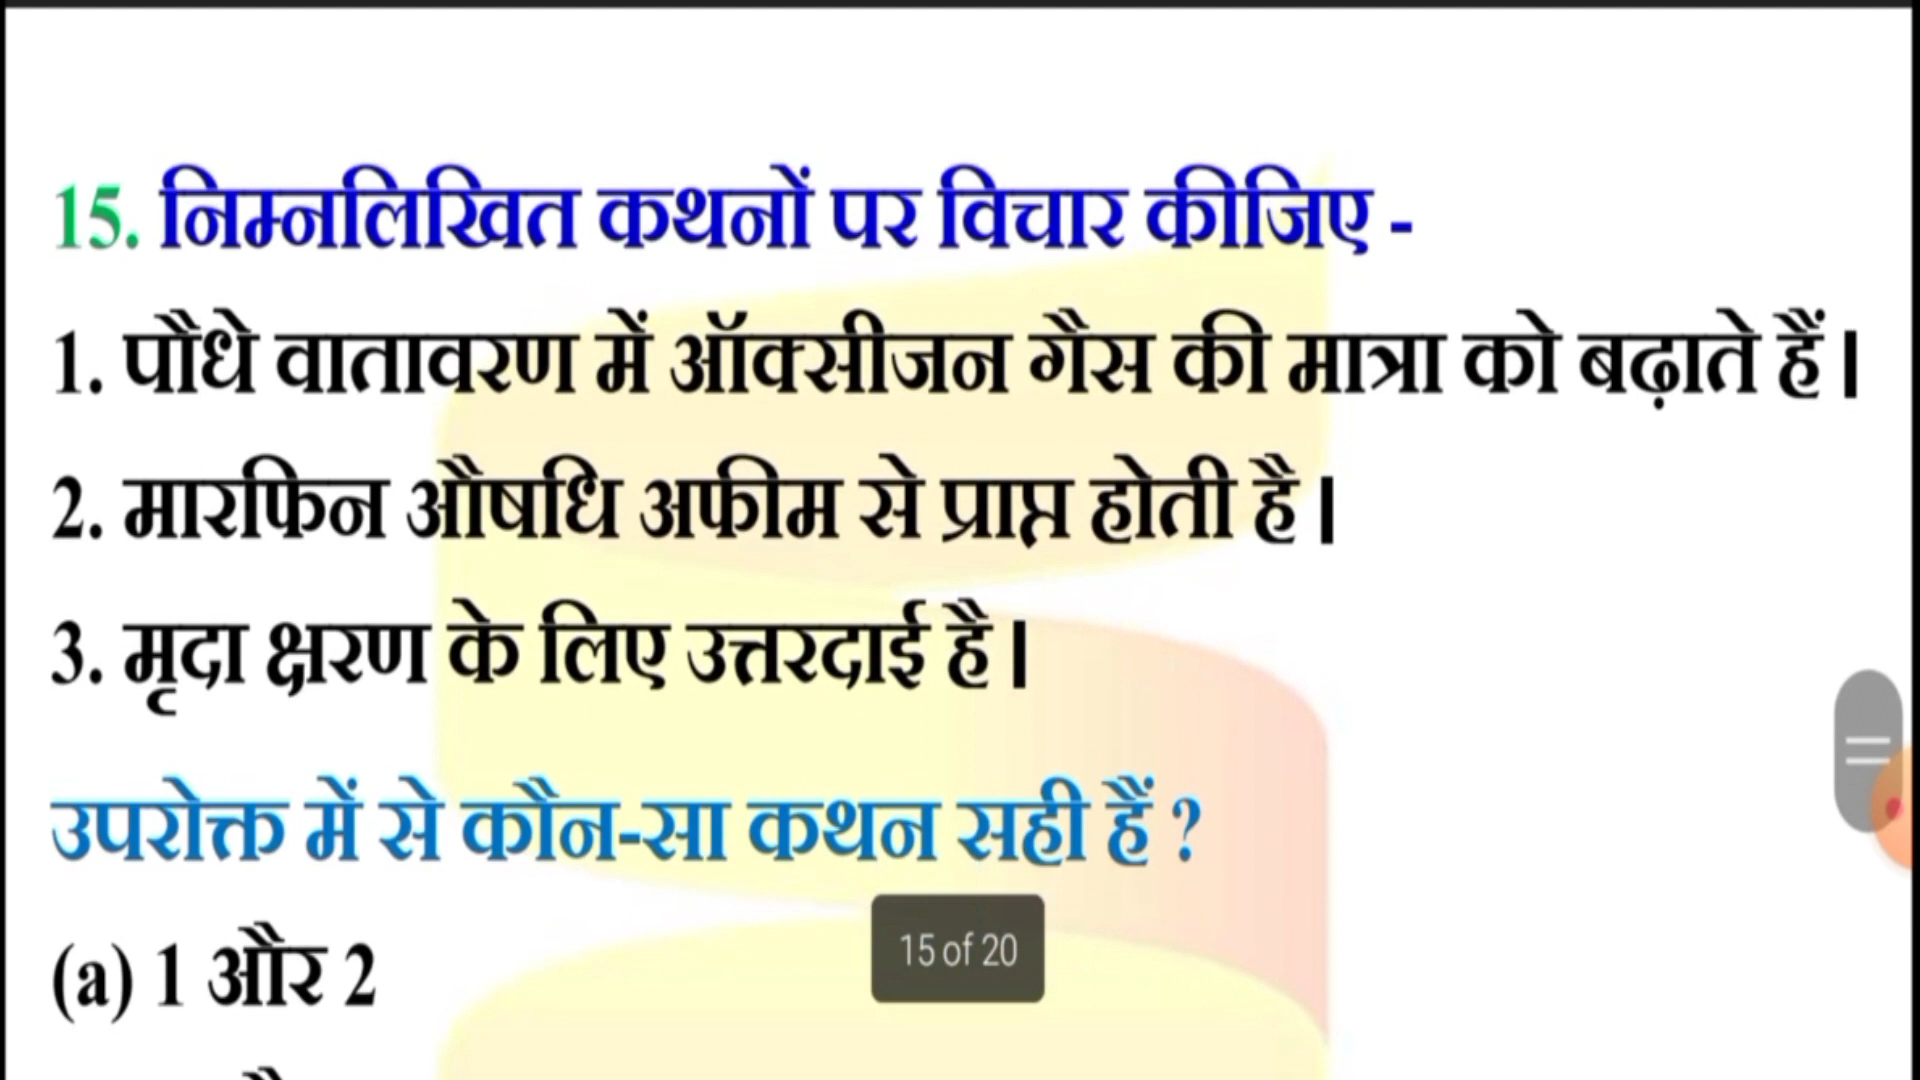 15. निम्नलिखित कथनों पर विचार कीजिए -
1. पौधे वातावरण में ऑक्सीजन गैस की मात्रा को बढ़ाते हैं।
2. मारफिन औषधि अफीम से प्राप्त होती है।
3. मृदा क्षरण के लिए उत्तरदाई है।
उपरोक्त में से कौन-सा कथन सही हैं ?
(a) 1 और 2
15 of 20